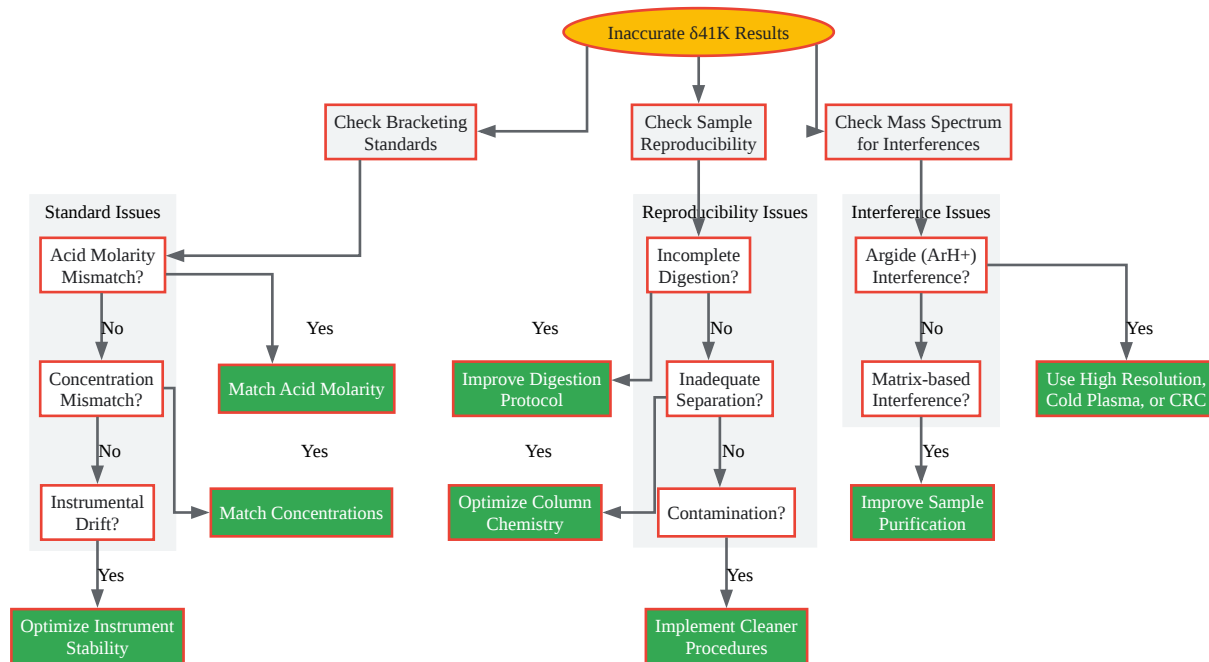 Inaccurate δ41K Results
Check Bracketing
Standards
Check Sample
Reproducibility
Check Mass Spectrum
for Interferences
Standard Issues
Reproducibility Issues
Interference Issues
Acid Molarity
Mismatch?
Incomplete
Digestion?
Argide (ArH+)
Interference?
No
Yes
Yes
No
No
Yes
Concentration
Mismatch?
Match Acid Molarity
Improve Digestion
Protocol
Inadequate
Separation?
Matrix-based
Interference?
Use High Resolution,
Cold Plasma, or CRC
No
Yes
Yes
No
Yes
Instrumental
Drift?
Match Concentrations
Optimize Column
Chemistry
Contamination?
Improve Sample
Purification
Yes
Yes
Optimize Instrument
Stability
Implement Cleaner
Procedures